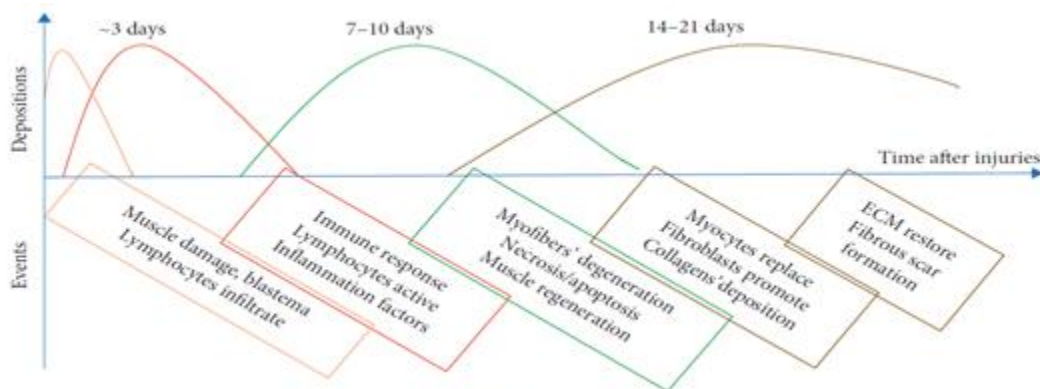 ~3 days
7–10 days
14–21 days
Depositions
Time after injuries
Events
Muscle damage, blastema
Lymphocytes infiltrate
Immune response
Lymphocytes active
Inflammation factors
Myofibers' degeneration
Necrosis/apoptosis
Muscle regeneration
Myocytes replace
Fibroblasts promote
Collagens'deposition
ECM restore
Fibrous scar
formation